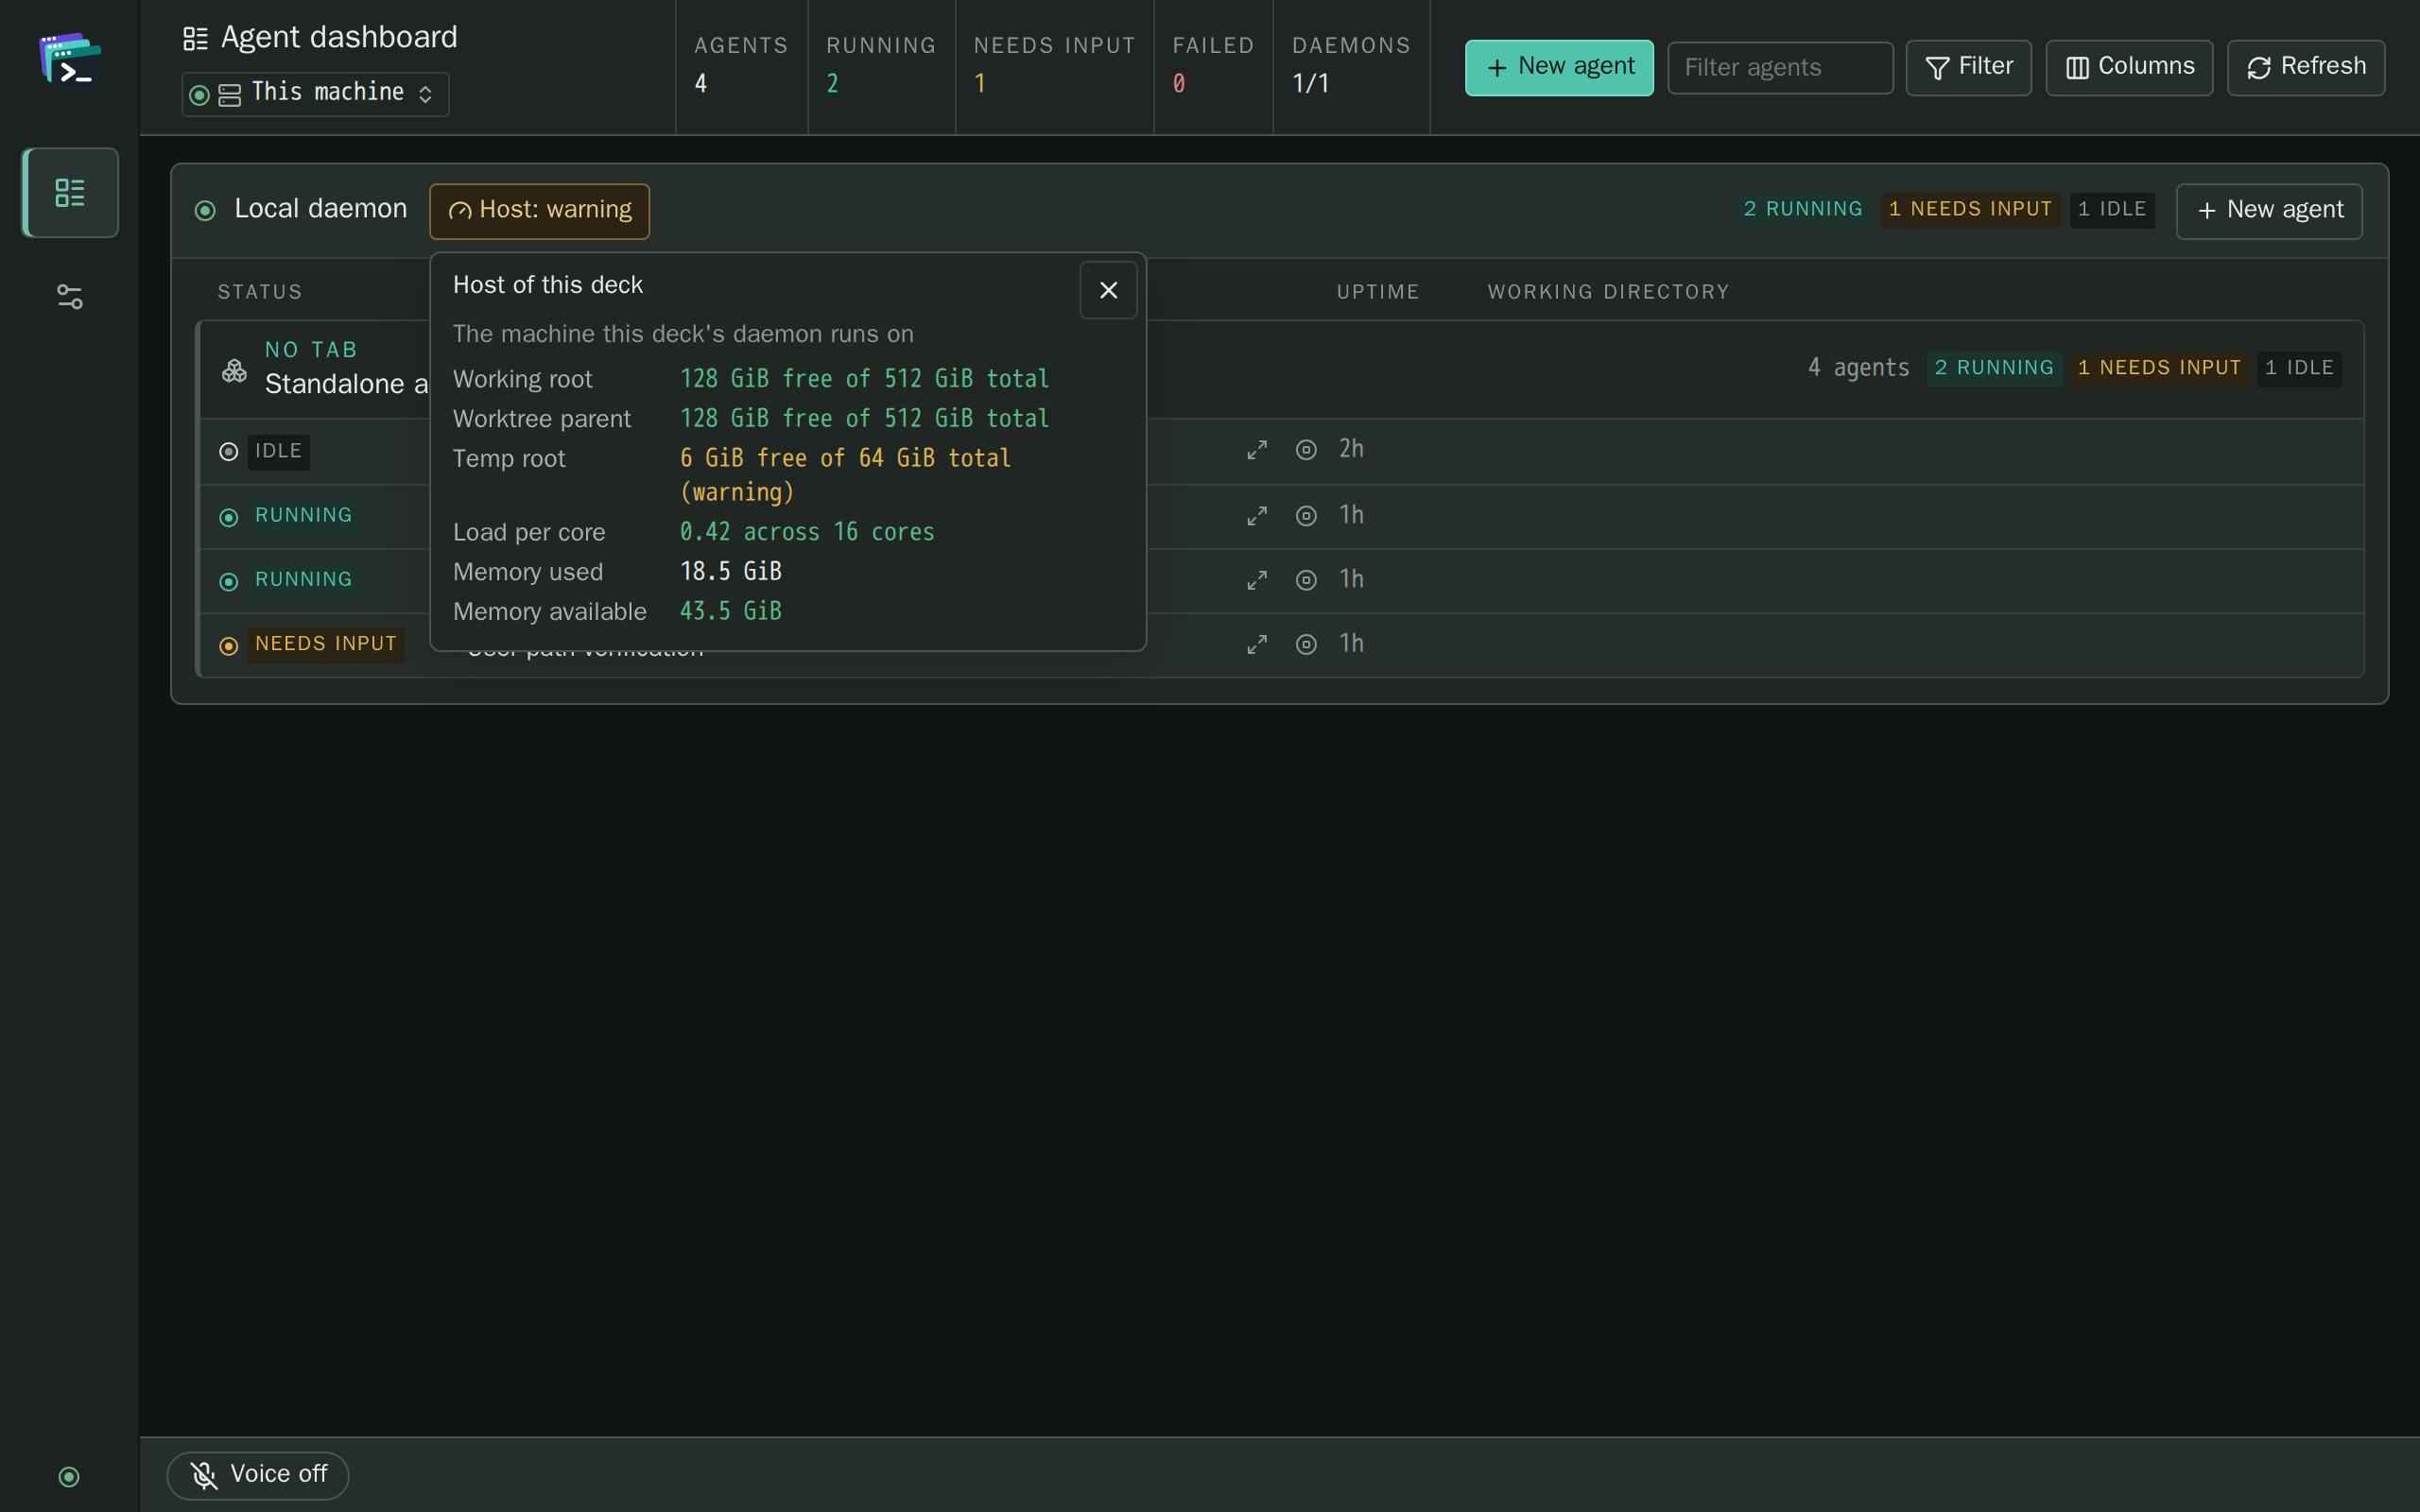 Agent dashboard
This machine
AGENTS
4
RUNNING
2
NEEDS INPUT
1
FAILED
0
DAEMONS
1/1
New agent
Filter agents
Filter
Columns
Refresh
Local daemon
Host: warning
2 RUNNING
1 NEEDS INPUT
1 IDLE
New agent
STATUS
UPTIME
WORKING DIRECTORY
Host of this deck
The machine this deck's daemon runs on
Working root 128 GiB free of 512 GiB total
Worktree parent 128 GiB free of 512 GiB total
Temp root 6 GiB free of 64 GiB total
(warning)
Load per core 0.42 across 16 cores
Memory used 18.5 GiB
Memory available 43.5 GiB
NO TAB
Standalone a
4 agents 2 RUNNING 1 NEEDS INPUT 1 IDLE
IDLE 2h
RUNNING 1h
RUNNING 1h
NEEDS INPUT User path verification 1h
Voice off